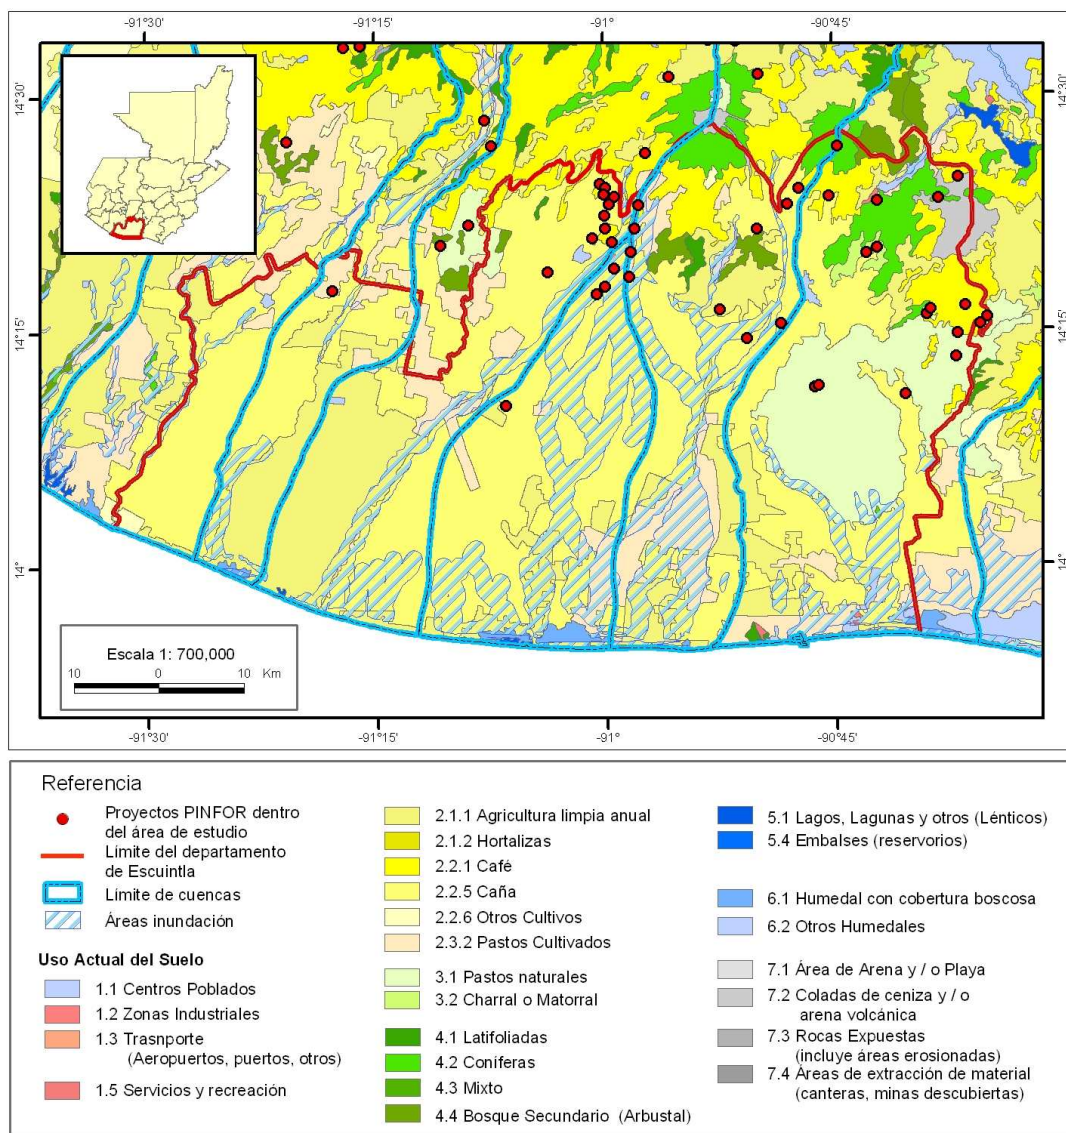 -91°30'
-91°15'
-91°
-90°45'
14°30'
14°30'
14°15'
14°15'
14°
14°
Escala 1: 700,000
10 0 10 Km
-91°30'
-91°15'
-91°
-90°45'
Referencia
Proyectos PINFOR dentro
del área de estudio
Límite del departamento
de Escuintla
Límite de cuencas
Áreas inundación
Uso Actual del Suelo
1.1 Centros Poblados
1.2 Zonas Industriales
1.3 Trasnporte
(Aeropuertos, puertos, otros)
1.5 Servicios y recreación
2.1.1 Agricultura limpia anual
2.1.2 Hortalizas
2.2.1 Café
2.2.5 Caña
2.2.6 Otros Cultivos
2.3.2 Pastos Cultivados
3.1 Pastos naturales
3.2 Charral o Matorral
4.1 Latifoliadas
4.2 Coníferas
4.3 Mixto
4.4 Bosque Secundario (Arbustal)
5.1 Lagos, Lagunas y otros (Lénticos)
5.4 Embalses (reservorios)
6.1 Humedal con cobertura boscosa
6.2 Otros Humedales
7.1 Área de Arena y / o Playa
7.2 Coladas de ceniza y / o
arena volcánica
7.3 Rocas Expuestas
(incluye áreas erosionadas)
7.4 Áreas de extracción de material
(canteras, minas descubiertas)